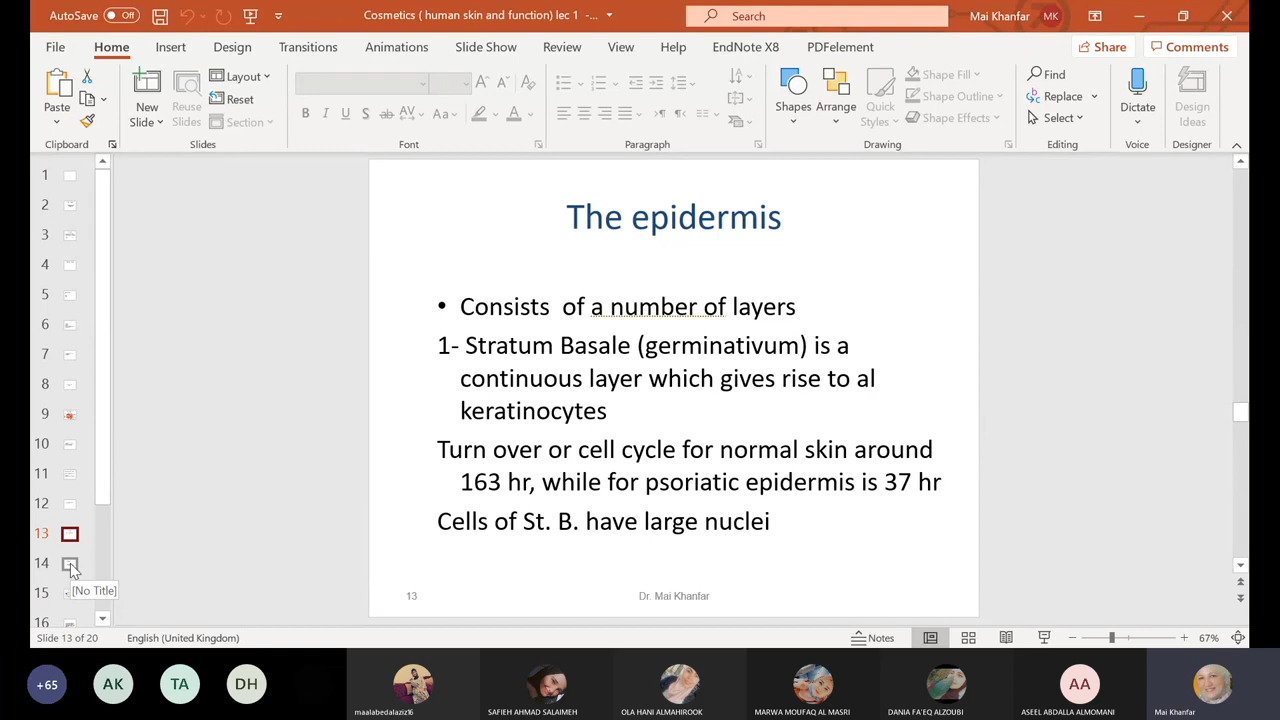 AutoSave Off
Cosmetics ( human skin and function) lec 1 -...
Search
Mai Khanfar MK
File Home Insert Design Transitions Animations Slide Show Review View Help EndNote X8 PDFelement Share Comments
Paste
New Slide
Reuse Slides
Layout
Reset
Section
Shapes
Arrange
Quick Styles
Shape Fill
Shape Outline
Shape Effects
Find
Replace
Select
Dictate
Design Ideas
Clipboard Slides Font Paragraph Drawing Editing Voice Designer
1
2
3
4
5
6
7
8
9
10
11
12
13
14
[No Title]
15
16
The epidermis
• Consists of a number of layers
1- Stratum Basale (germinativum) is a
continuous layer which gives rise to al
keratinocytes
Turn over or cell cycle for normal skin around
163 hr, while for psoriatic epidermis is 37 hr
Cells of St. B. have large nuclei
13 Dr. Mai Khanfar
Slide 13 of 20 English (United Kingdom) Notes 67%
+65 AK TA DH AA
maalabedalaziz16 SAFIEH AHMAD SALAIMEH OLA HANI ALMAHIROOK MARWA MOUFAQ AL MASRI DANIA FA'EQ ALZOUBI ASEEL ABDALLA ALMOMANI Mai Khanfar